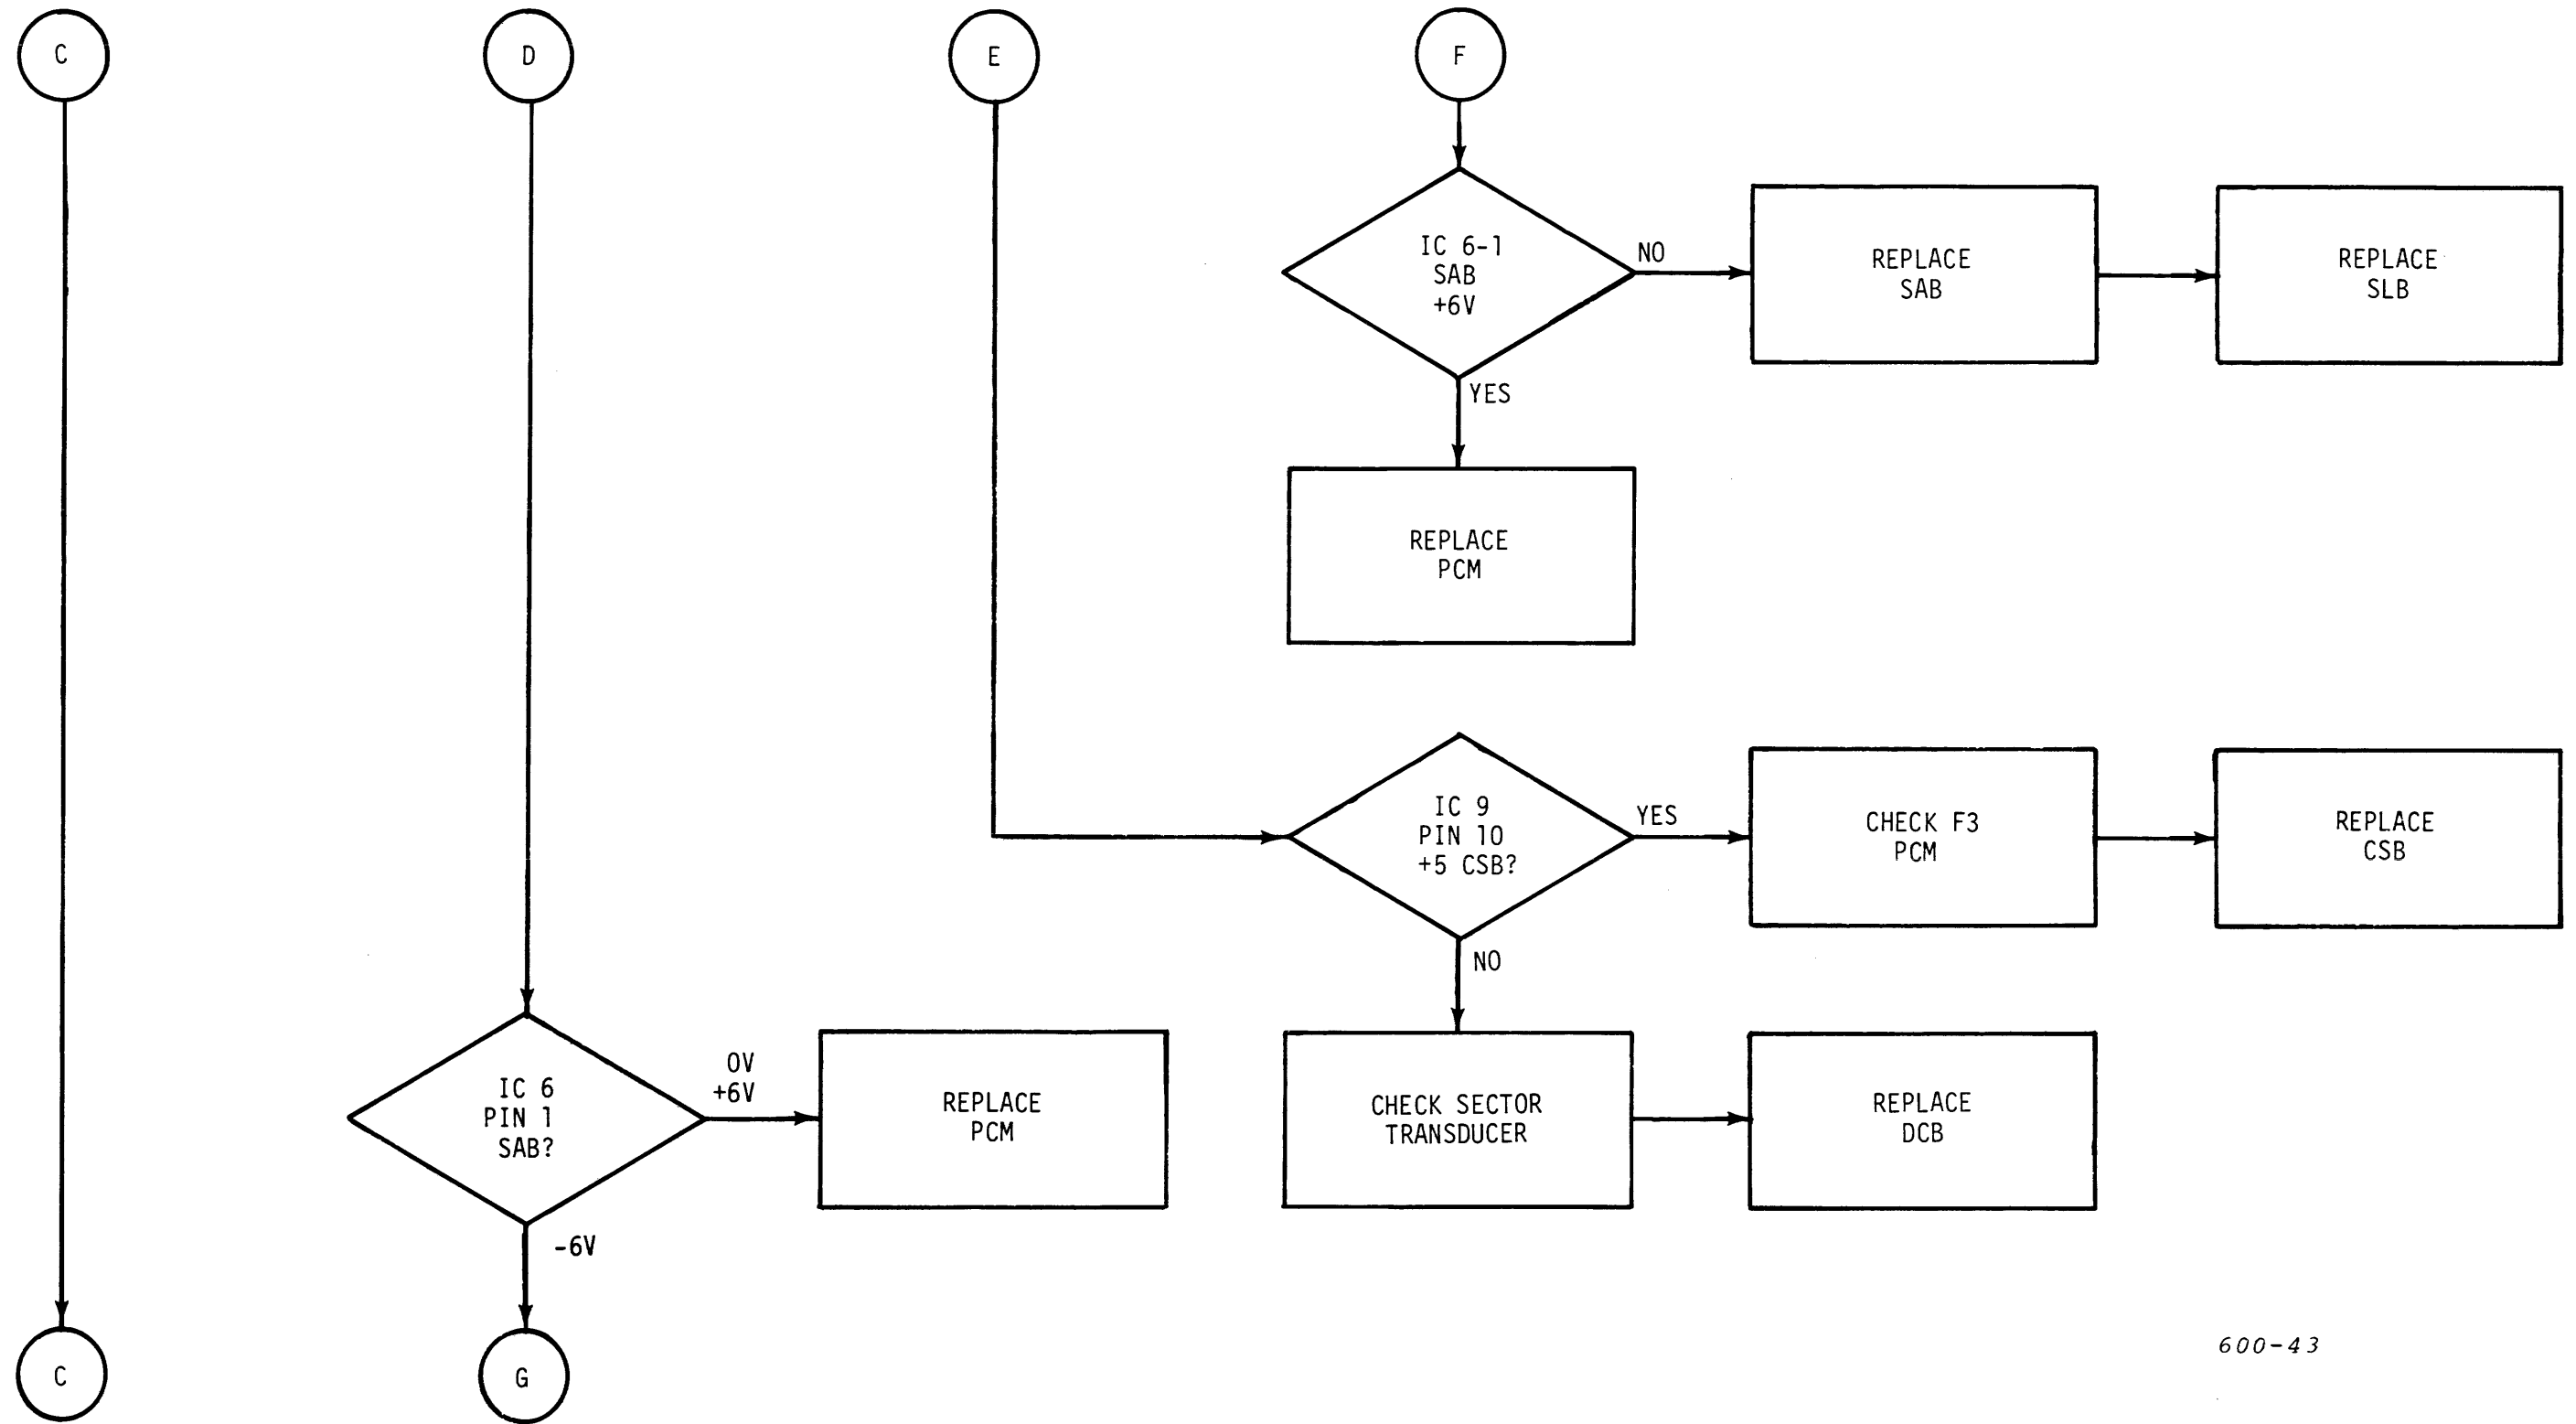 C
D
E
F
IC 6-1
SAB
+6V
NO
REPLACE
SAB
REPLACE
SLB
YES
REPLACE
PCM
IC 9
PIN 10
+5 CSB?
YES
CHECK F3
PCM
REPLACE
CSB
NO
IC 6
PIN 1
SAB?
0V
+6V
REPLACE
PCM
CHECK SECTOR
TRANSDUCER
REPLACE
DCB
-6V
C
G
600-43